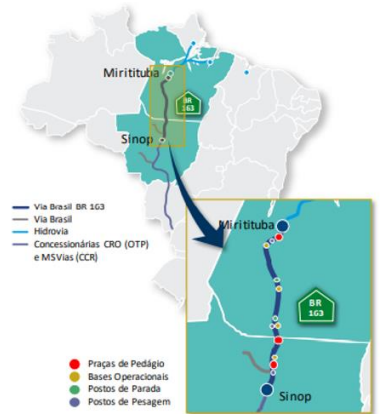 Miritituba
BR
163
Sinop
Via Brasil BR 163
Via Brasil
Hidrovia
Concessionárias CRO (OTP)
e MSVias (CCR)
Miritituba
BR
163
Sinop
Praças de Pedágio
Bases Operacionais
Postos de Parada
Postos de Pesagem